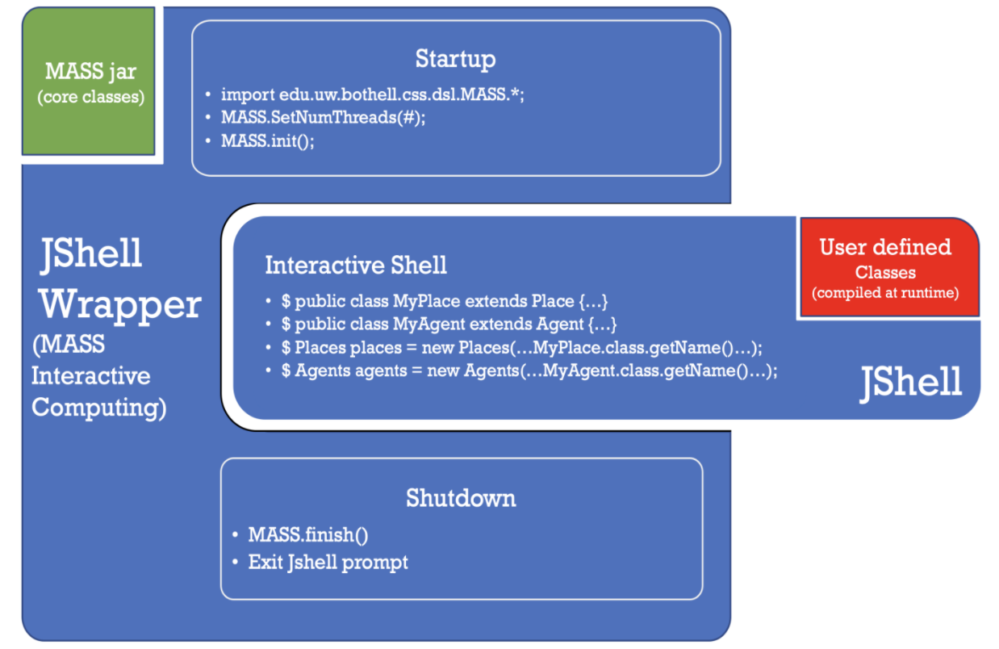 MASS jar
(core classes)
Startup
• import edu.uw.bothell.css.dsl.MASS.*;
• MASS.SetNumThreads(#);
• MASS.init();
JShell
Wrapper
(MASS
Interactive
Computing)
Interactive Shell
• $ public class MyPlace extends Place {...}
• $ public class MyAgent extends Agent {...}
• $ Places places = new Places(...MyPlace.class.getName()...);
• $ Agents agents = new Agents(...MyAgent.class.getName()...);
User defined
Classes
(compiled at runtime)
JShell
Shutdown
• MASS.finish()
• Exit Jshell prompt